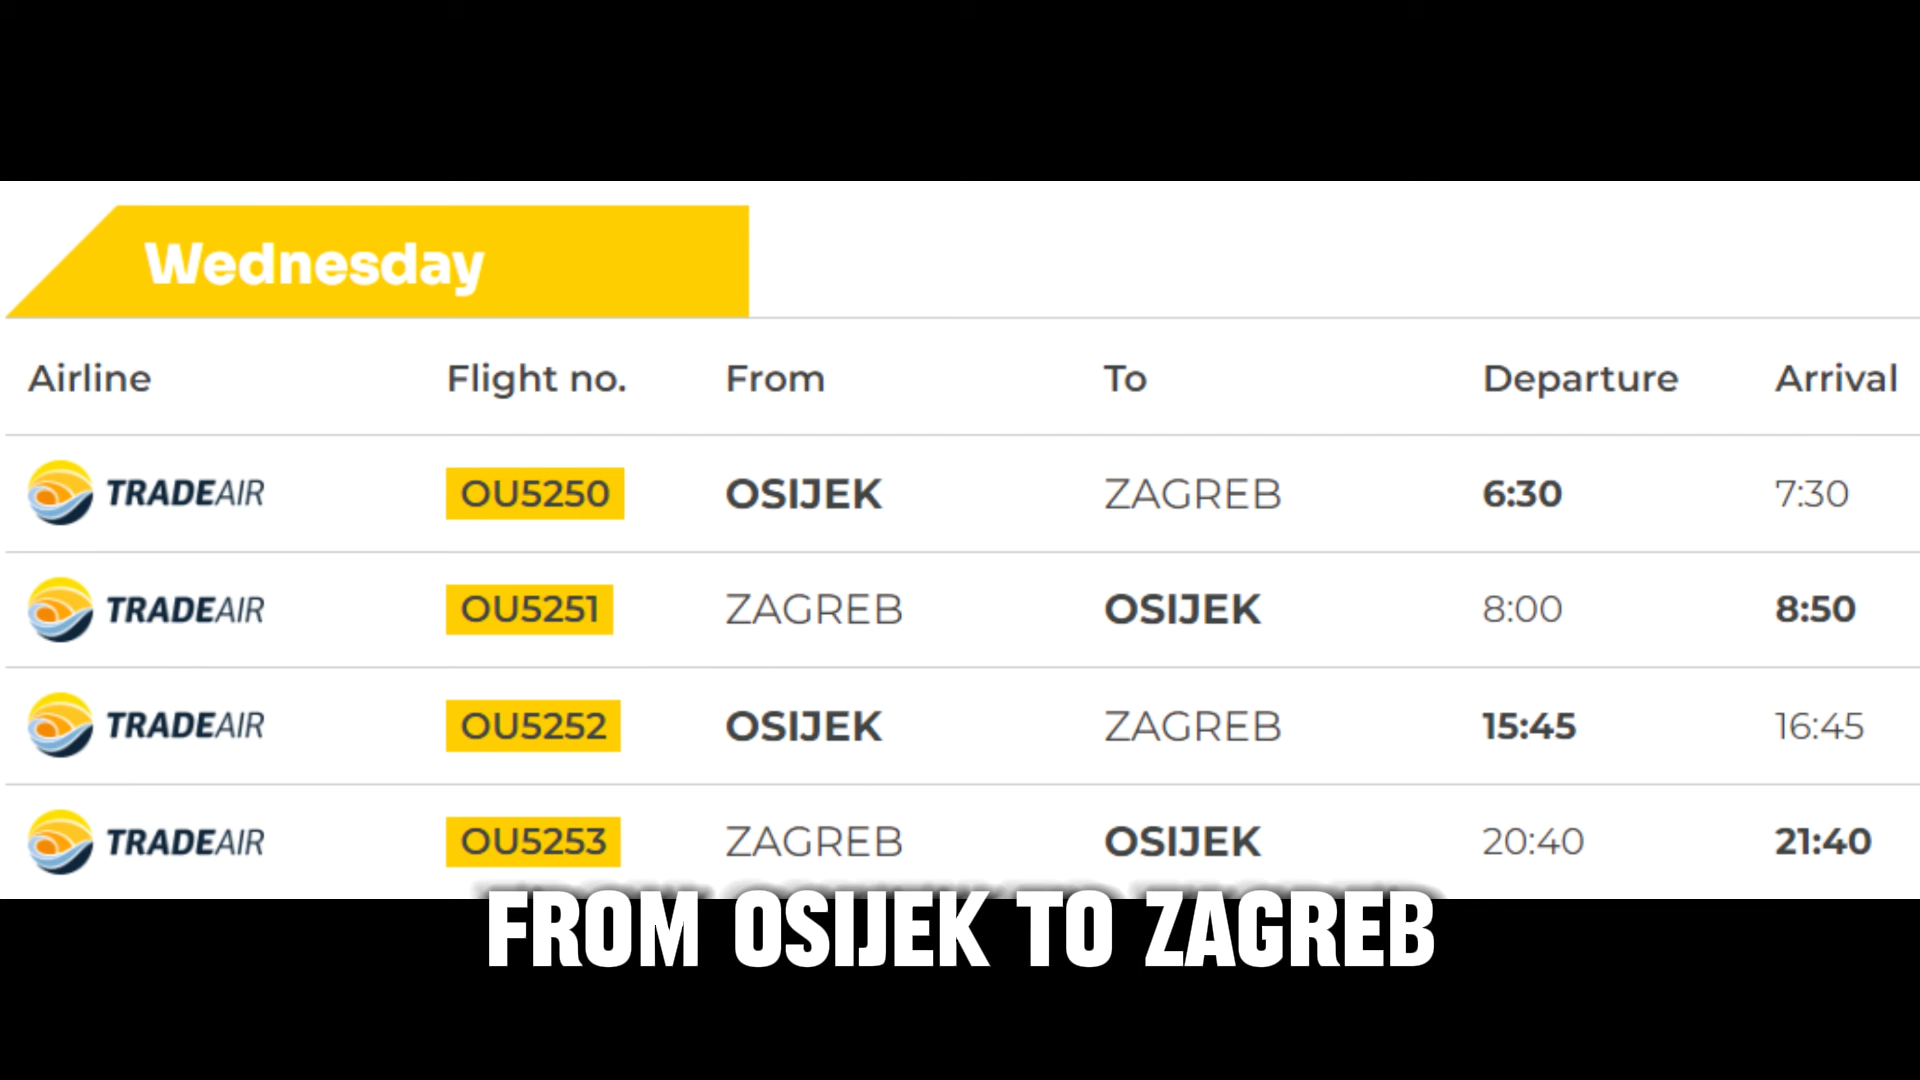 Wednesday
Airline Flight no. From To Departure Arrival
TRADEAIR OU5250 OSIJEK ZAGREB 6:30 7:30
TRADEAIR OU5251 ZAGREB OSIJEK 8:00 8:50
TRADEAIR OU5252 OSIJEK ZAGREB 15:45 16:45
TRADEAIR OU5253 ZAGREB OSIJEK 20:40 21:40
FROM OSIJEK TO ZAGREB